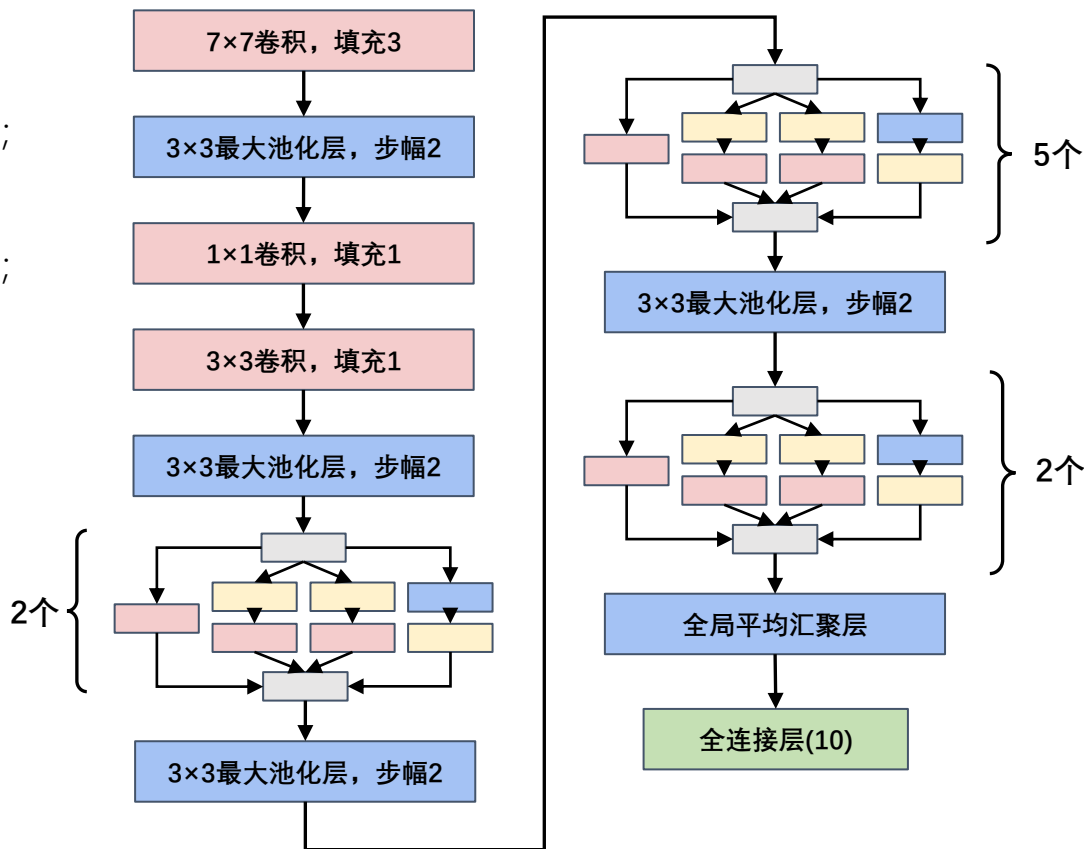 7×7卷积，填充3
;
3×3最大池化层，步幅2
1×1卷积，填充1
;
3×3卷积，填充1
3×3最大池化层，步幅2
2个
3×3最大池化层，步幅2
5个
3×3最大池化层，步幅2
2个
全局平均汇聚层
全连接层(10)